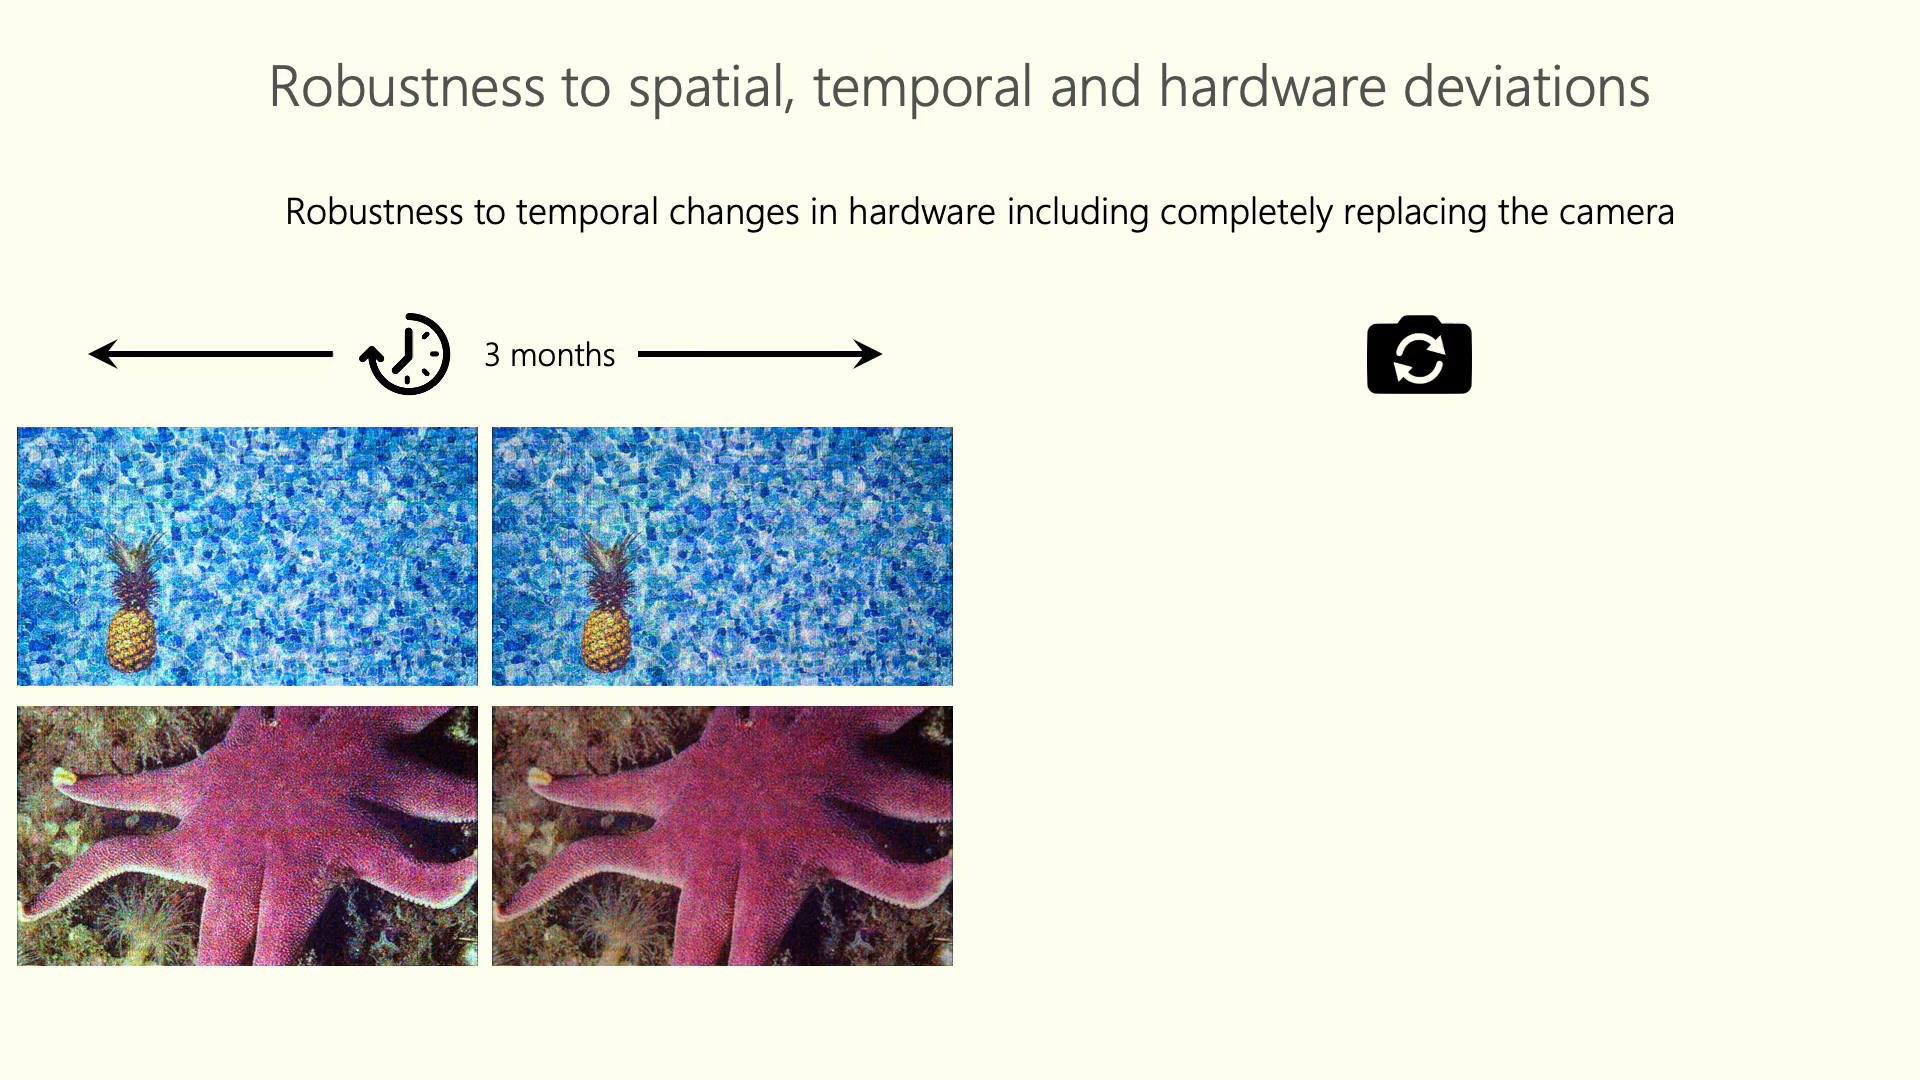 Robustness to spatial, temporal and hardware deviations
Robustness to temporal changes in hardware including completely replacing the camera
3 months